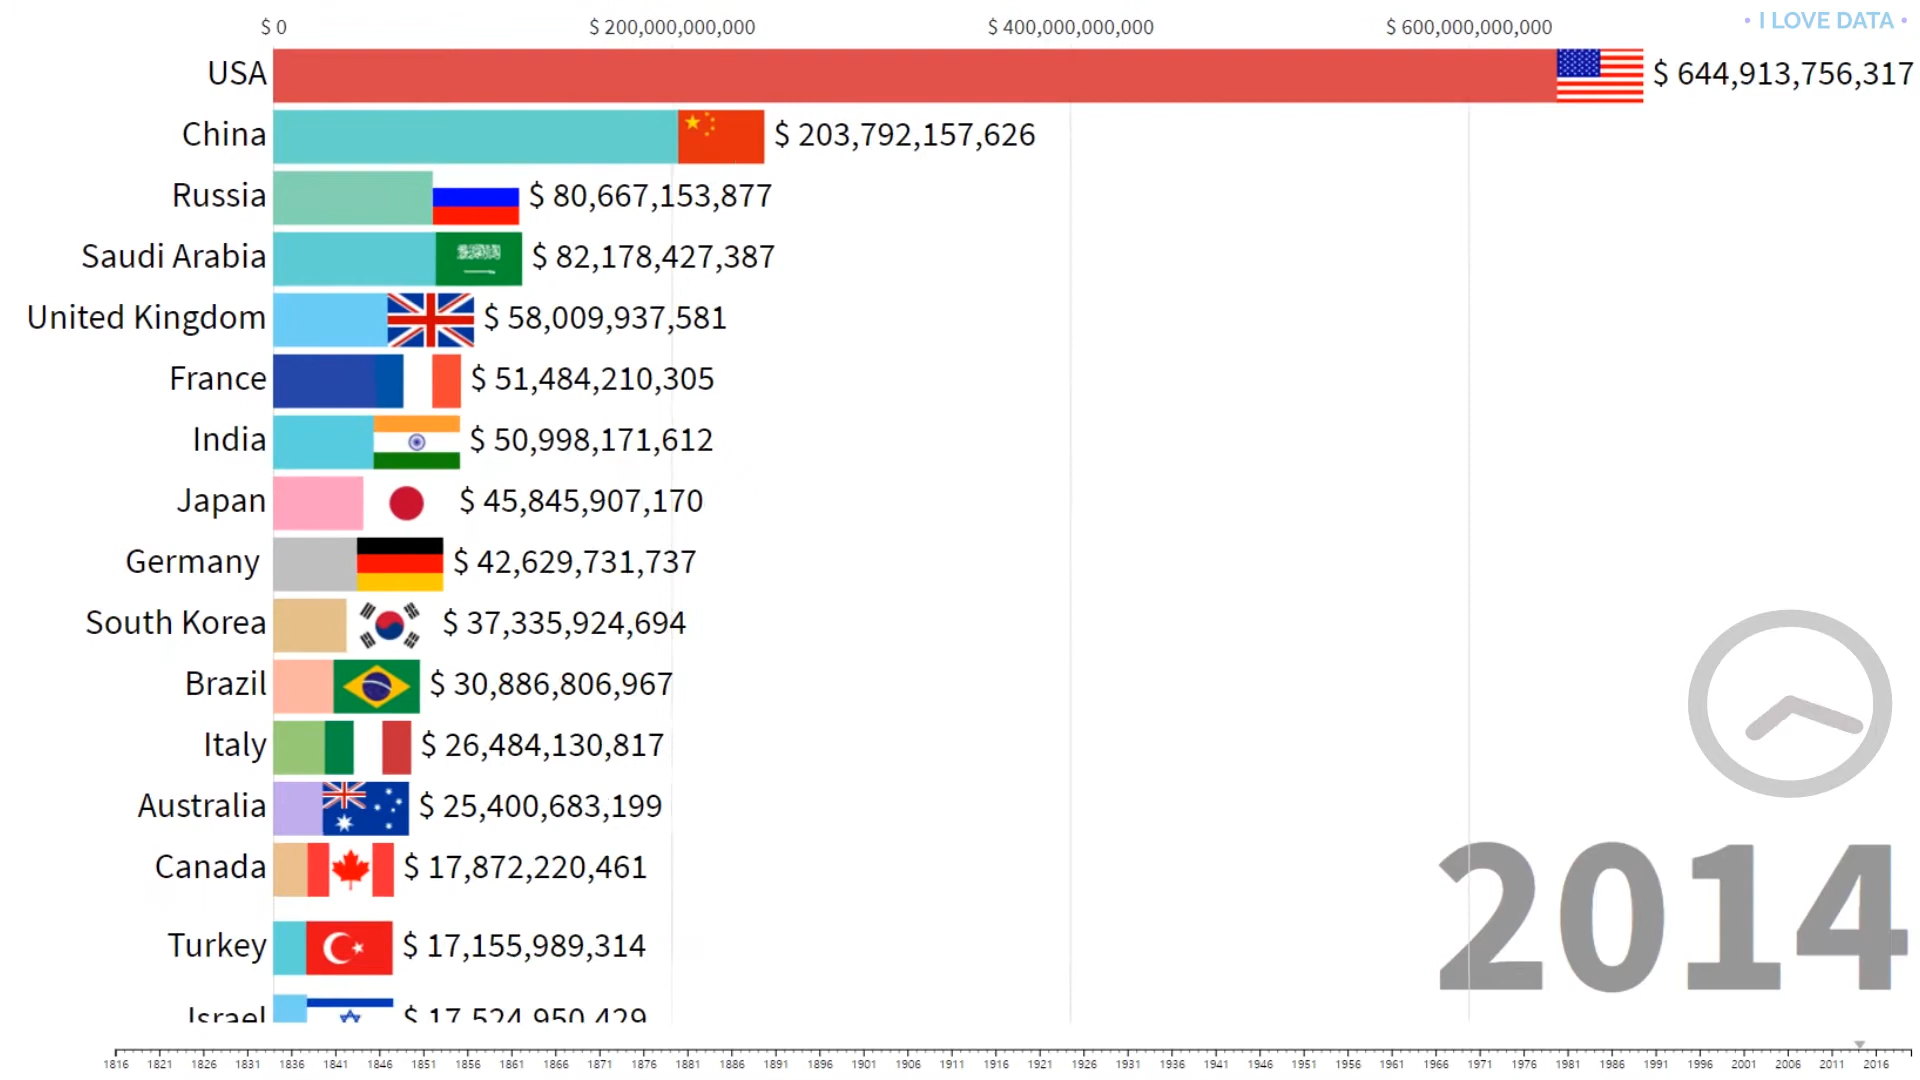 $ 0 $ 200,000,000,000 $ 400,000,000,000 $ 600,000,000,000 • I LOVE DATA •
USA $ 644,913,756,317
China $ 203,792,157,626
Russia $ 80,667,153,877
Saudi Arabia $ 82,178,427,387
United Kingdom $ 58,009,937,581
France $ 51,484,210,305
India $ 50,998,171,612
Japan $ 45,845,907,170
Germany $ 42,629,731,737
South Korea $ 37,335,924,694
Brazil $ 30,886,806,967
Italy $ 26,484,130,817
Australia $ 25,400,683,199
Canada $ 17,872,220,461
Turkey $ 17,155,989,314
Israel $ 17,524,950,429
2014
1816 1821 1826 1831 1836 1841 1846 1851 1856 1861 1866 1871 1876 1881 1886 1891 1896 1901 1906 1911 1916 1921 1926 1931 1936 1941 1946 1951 1956 1961 1966 1971 1976 1981 1986 1991 1996 2001 2006 2011 2016